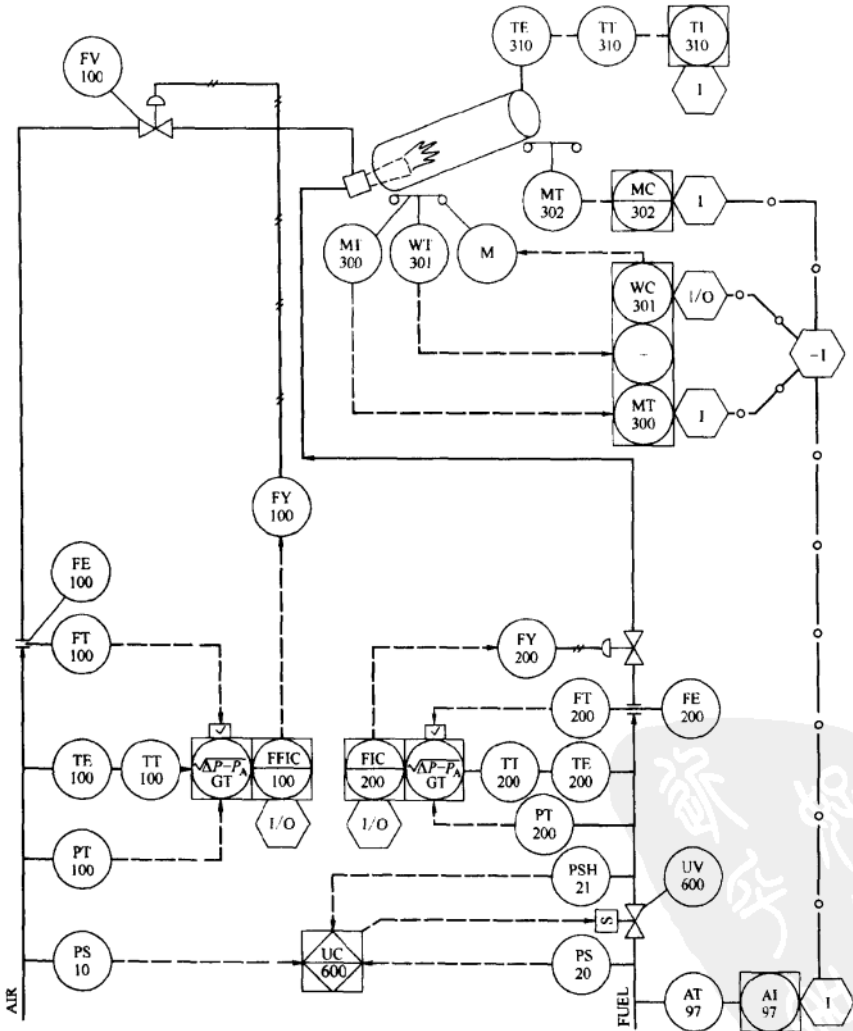 TE
310
TT
310
TI
310
I
FV
100
MT
302
MC
302
I
MT
300
WT
301
M
WC
301
I/O
-I
MT
300
I
FY
100
FE
100
FT
100
FY
200
FT
200
FE
200
TE
100
TT
100
√ΔP-P_A
GT
FFIC
100
I/O
FIC
200
I/O
√ΔP-P_A
GT
TT
200
TE
200
PT
100
PT
200
PSH
21
UV
600
S
PS
10
UC
600
PS
20
AIR
FUEL
AT
97
AI
97
I